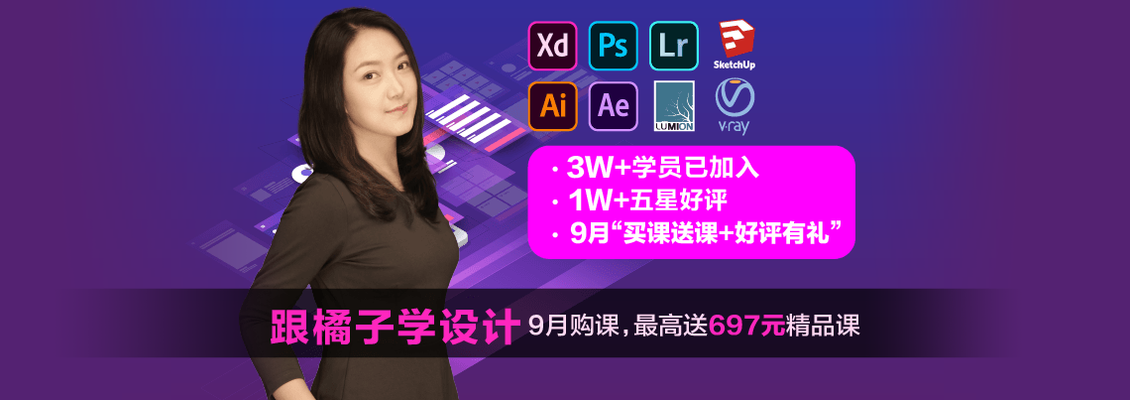 Xd Ps Lr SketchUp
Ai Ae LUMION v·ray
· 3W+学员已加入
· 1W+五星好评
· 9月“买课送课+好评有礼”
跟橘子学设计 9月购课,最高送697元精品课